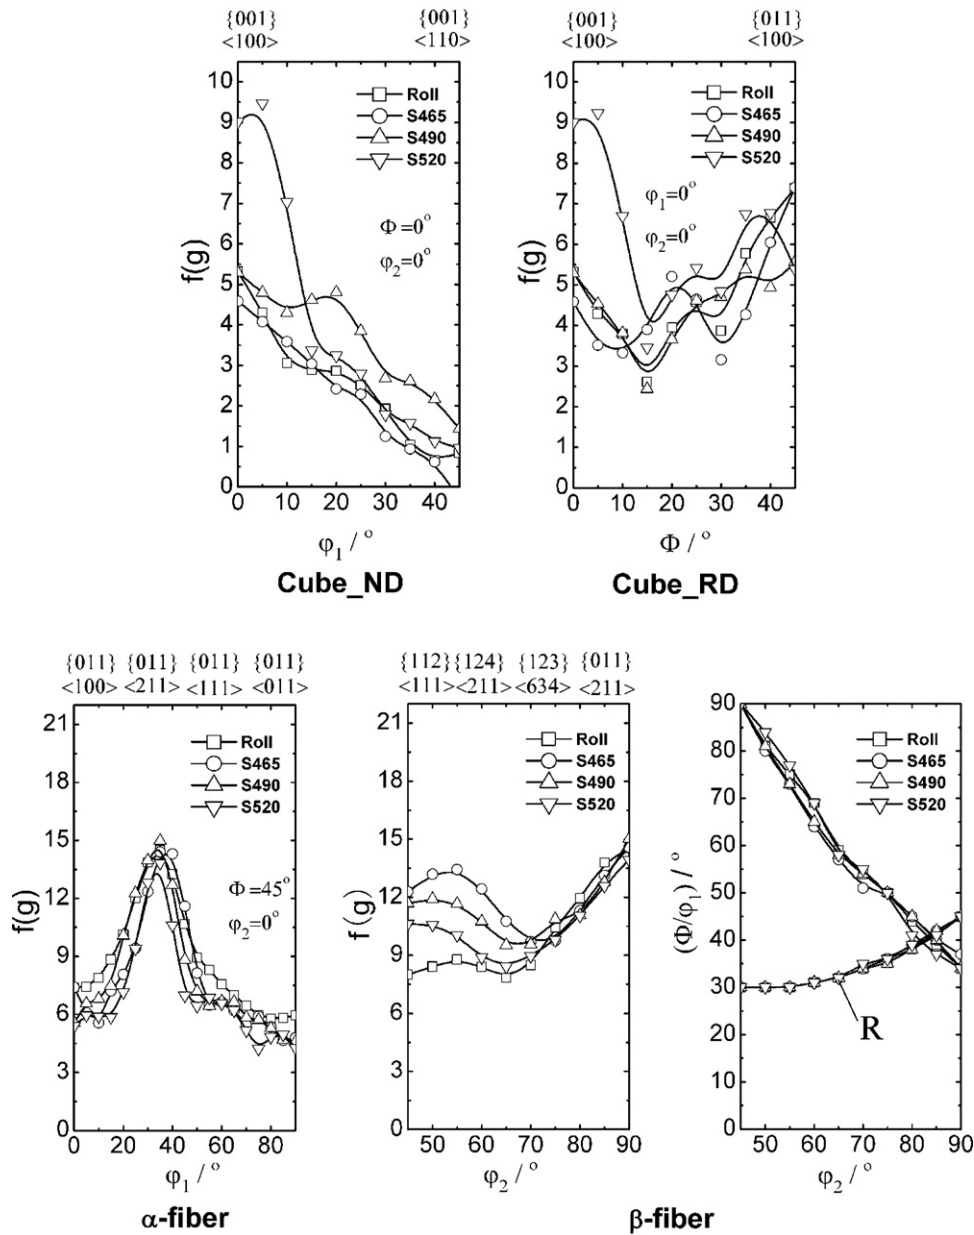 {001} {001}
<100> <110>
10
9
8
7
6
5
4
3
2
1
0
f(g)
Roll
S465
S490
S520
Φ=0°
φ2=0°
0 10 20 30 40
φ1 / °
Cube_ND
{001} {011}
<100> <100>
10
9
8
7
6
5
4
3
2
1
0
f(g)
Roll
S465
S490
S520
φ1=0°
φ2=0°
0 10 20 30 40
Φ / °
Cube_RD
{011} {011} {011} {011}
<100> <211> <111> <011>
21
18
15
12
9
6
3
0
f(g)
Roll
S465
S490
S520
Φ=45°
φ2=0°
0 20 40 60 80
φ1 / °
α-fiber
{112} {124} {123} {011}
<111> <211> <634> <211>
21
18
15
12
9
6
3
0
f(g)
Roll
S465
S490
S520
50 60 70 80 90
φ2 / °
90
80
70
60
50
40
30
20
10
0
(Φ/φ1) / °
Roll
S465
S490
S520
R
50 60 70 80 90
φ2 / °
β-fiber